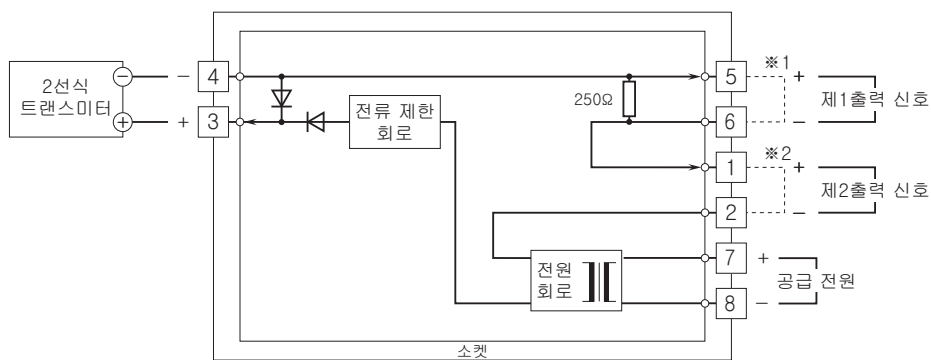 2선식
트랜스미터
−
+
−
+
4
3
전류 제한
회로
250Ω
5
6
1
2
7
8
※1
+
−
제1출력 신호
※2
+
−
제2출력 신호
전원
회로
+
−
공급 전원
소켓